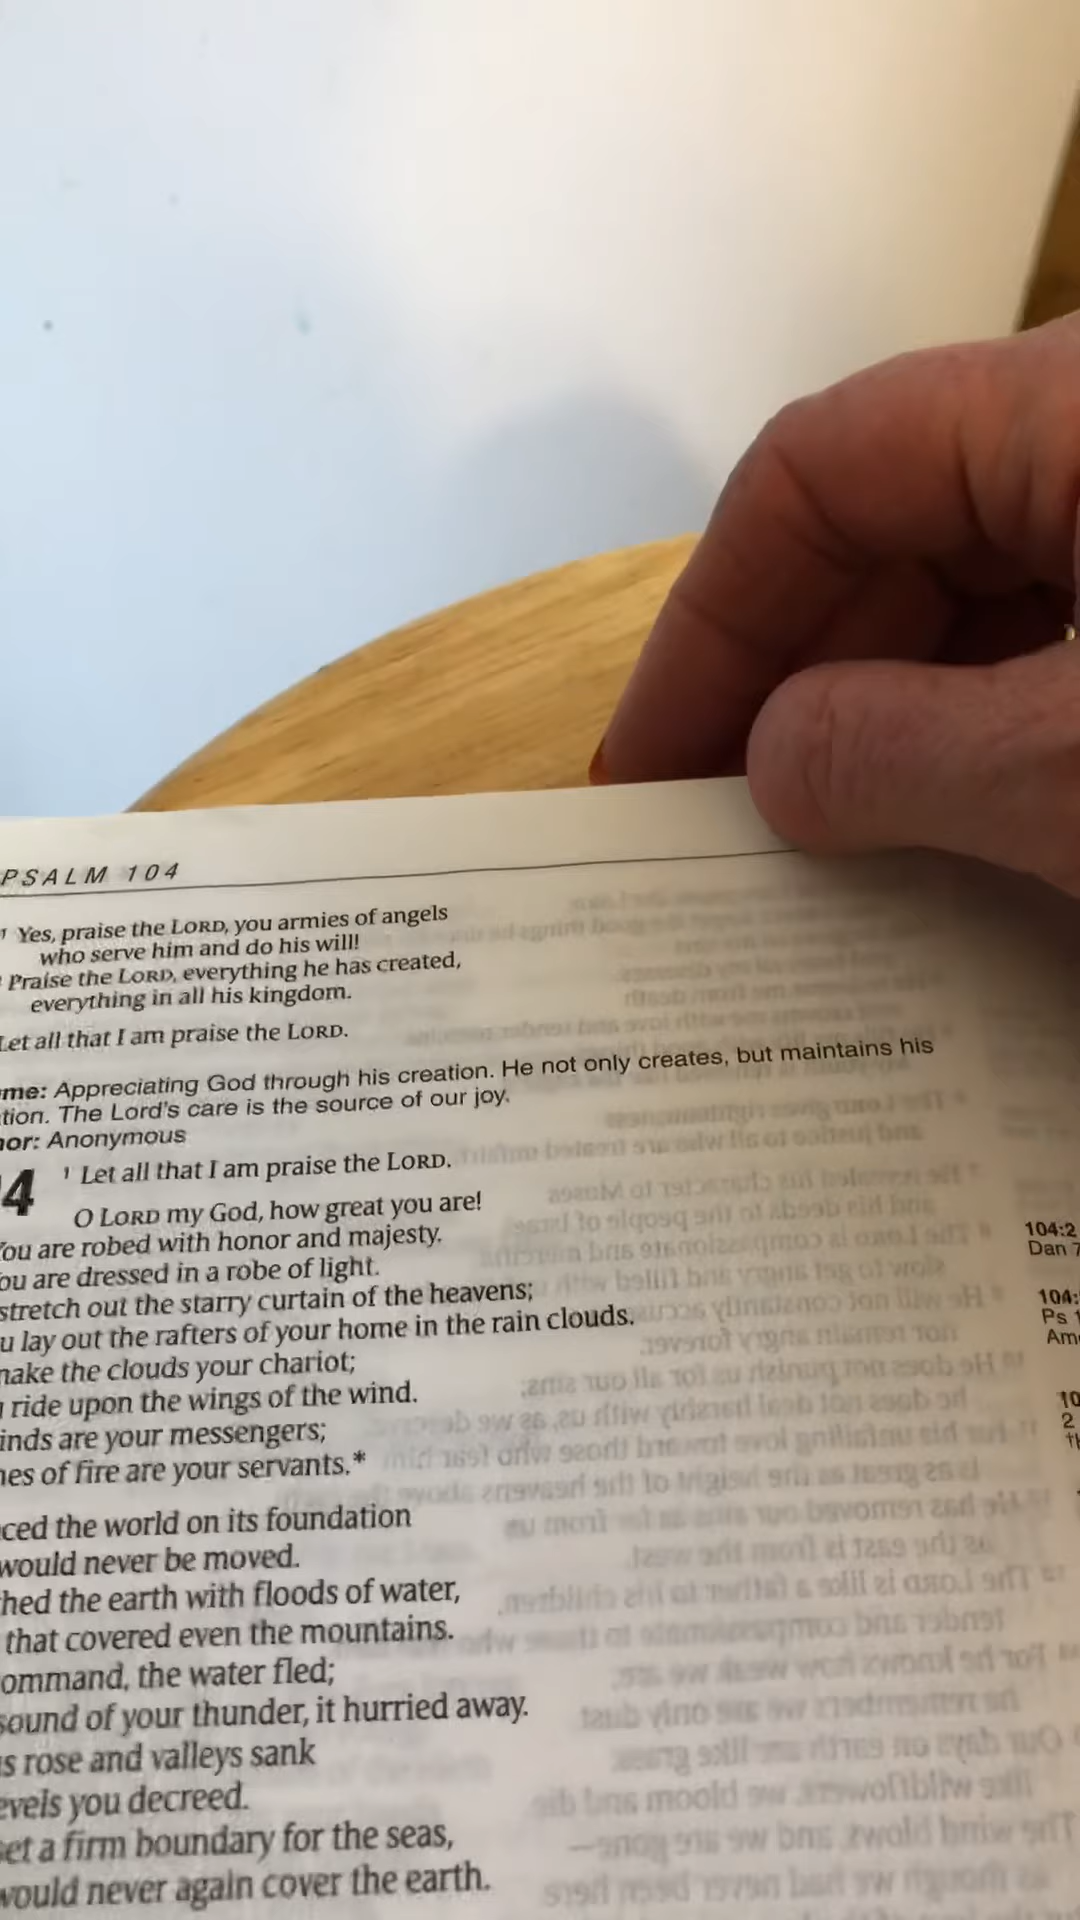 PSALM 104
Yes, praise the LORD, you armies of angels
who serve him and do his will!
Praise the LORD, everything he has created,
everything in all his kingdom.
Let all that I am praise the LORD.
me: Appreciating God through his creation. He not only creates, but maintains his
tion. The Lord's care is the source of our joy.
or: Anonymous
4 1 Let all that I am praise the LORD.
O LORD my God, how great you are!
You are robed with honor and majesty.
ou are dressed in a robe of light.
stretch out the starry curtain of the heavens;
u lay out the rafters of your home in the rain clouds.
make the clouds your chariot;
ride upon the wings of the wind.
inds are your messengers;
es of fire are your servants.*
ced the world on its foundation
would never be moved.
hed the earth with floods of water,
that covered even the mountains.
ommand, the water fled;
sound of your thunder, it hurried away.
s rose and valleys sank
evels you decreed.
et a firm boundary for the seas,
would never again cover the earth.
104:2
Dan 7
104:
Ps 1
Am
10
2